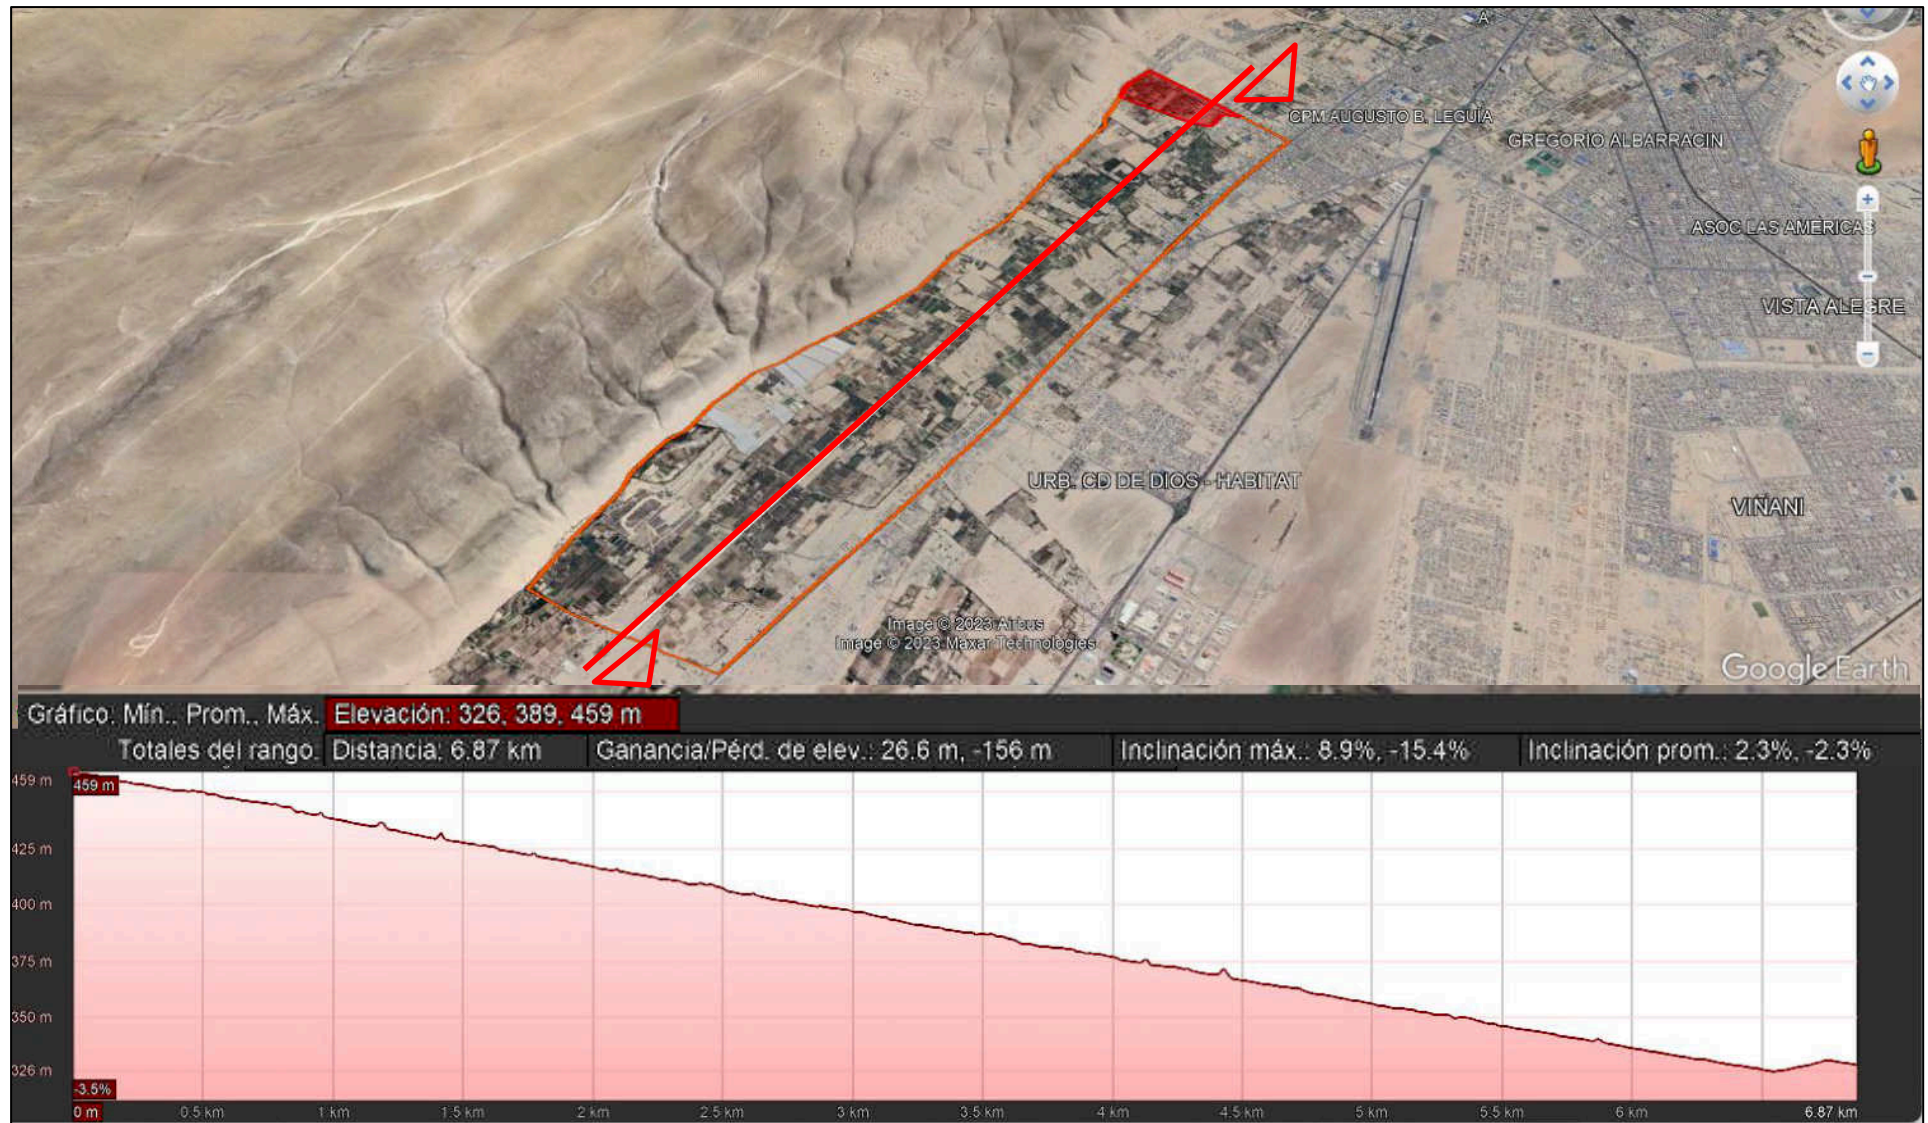 A
CPM AUGUSTO B. LEGUÍA
GREGORIO ALBARRACIN
ASOC LAS AMÉRICAS
VISTA ALEGRE
URB. CD DE DIOS - HABITAT
VIÑANI
Image © 2023 Airbus
Image © 2023 Maxar Technologies
Google Earth
Gráfico: Mín., Prom., Máx. Elevación: 326, 389, 459 m
Totales del rango. Distancia: 6.87 km Ganancia/Pérd. de elev.: 26.6 m, -156 m Inclinación máx.: 8.9%, -15.4% Inclinación prom.: 2.3%, -2.3%
459 m
459 m
425 m
400 m
375 m
350 m
326 m
-3.5%
0 m 0.5 km 1 km 1.5 km 2 km 2.5 km 3 km 3.5 km 4 km 4.5 km 5 km 5.5 km 6 km 6.87 km